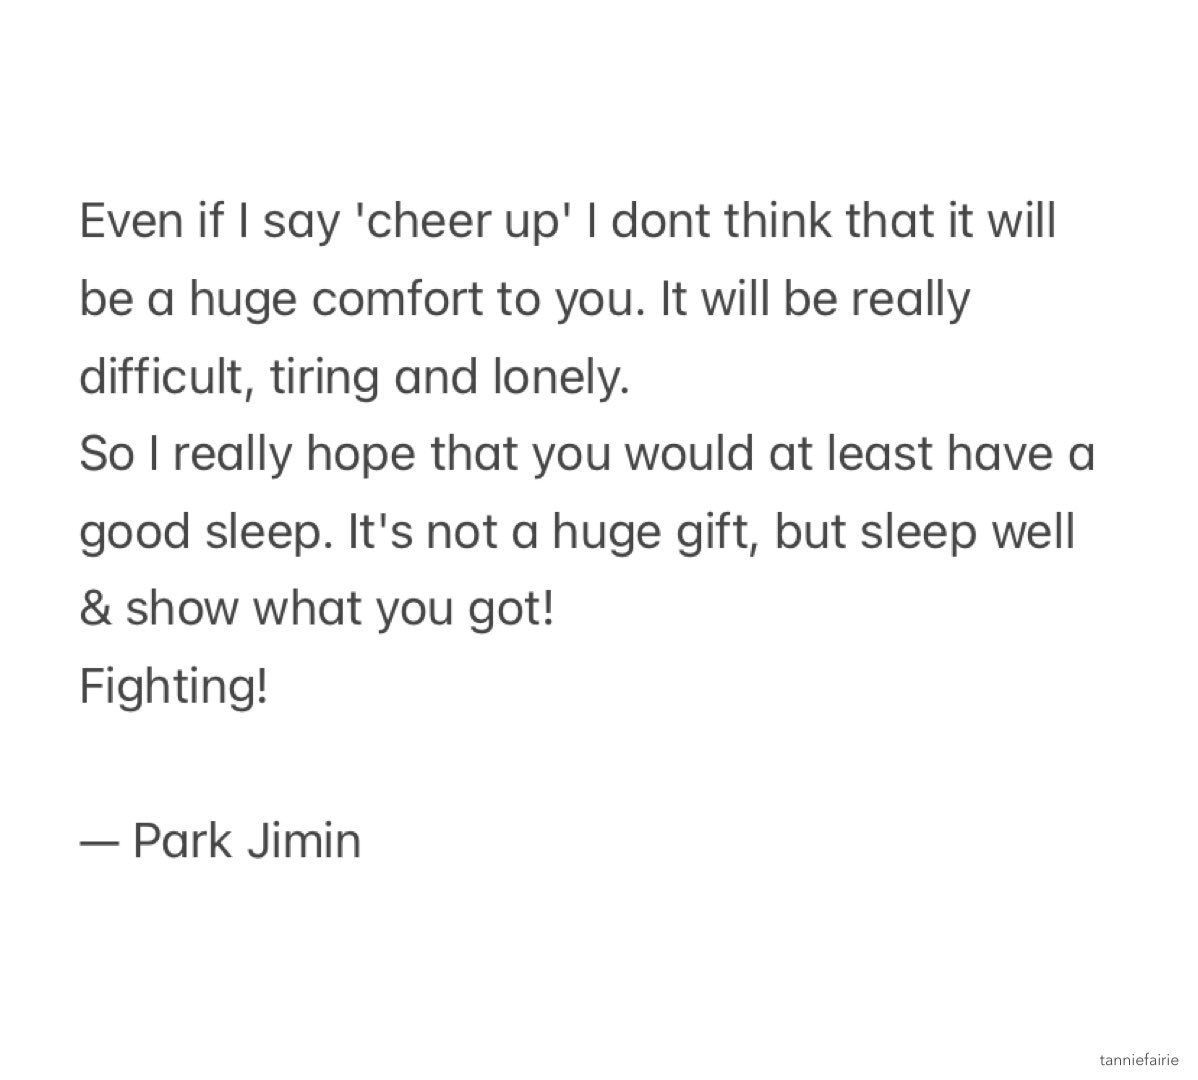 Even if I say 'cheer up' I dont think that it will
be a huge comfort to you. It will be really
difficult, tiring and lonely.
So I really hope that you would at least have a
good sleep. It's not a huge gift, but sleep well
& show what you got!
Fighting!
— Park Jimin
tanniefairie